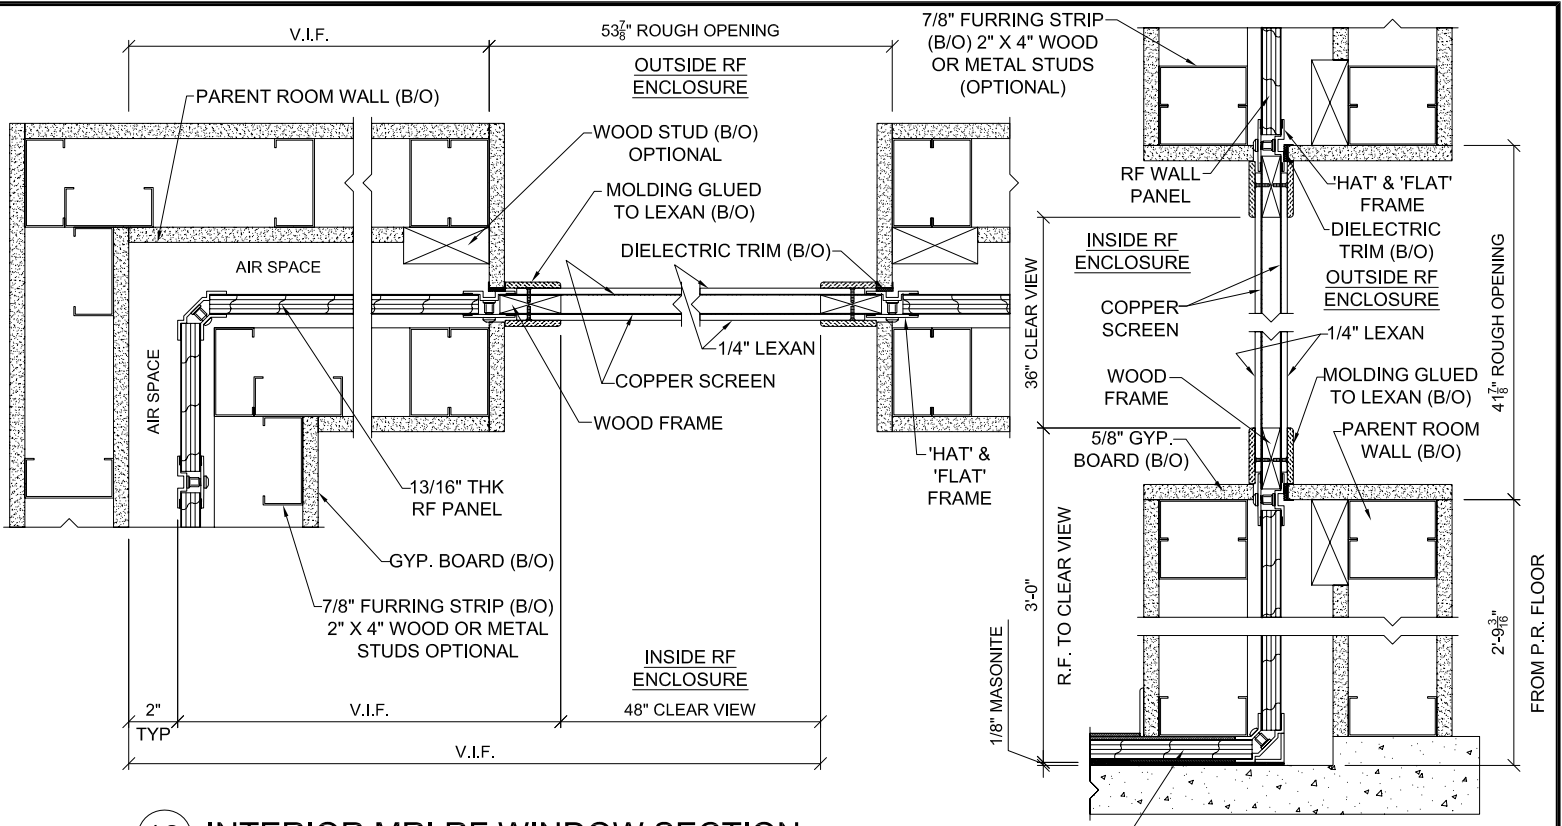 V.I.F.
53⅞" ROUGH OPENING
OUTSIDE RF
ENCLOSURE
PARENT ROOM WALL (B/O)
WOOD STUD (B/O)
OPTIONAL
MOLDING GLUED
TO LEXAN (B/O)
DIELECTRIC TRIM (B/O)
AIR SPACE
AIR SPACE
1/4" LEXAN
COPPER SCREEN
WOOD FRAME
'HAT' &
'FLAT'
FRAME
13/16" THK
RF PANEL
GYP. BOARD (B/O)
7/8" FURRING STRIP (B/O)
2" X 4" WOOD OR METAL
STUDS OPTIONAL
INSIDE RF
ENCLOSURE
2"
TYP
V.I.F.
48" CLEAR VIEW
V.I.F.
7/8" FURRING STRIP
(B/O) 2" X 4" WOOD
OR METAL STUDS
(OPTIONAL)
RF WALL
PANEL
'HAT' & 'FLAT'
FRAME
DIELECTRIC
TRIM (B/O)
INSIDE RF
ENCLOSURE
OUTSIDE RF
ENCLOSURE
COPPER
SCREEN
1/4" LEXAN
WOOD
FRAME
MOLDING GLUED
TO LEXAN (B/O)
5/8" GYP.
BOARD (B/O)
PARENT ROOM
WALL (B/O)
36" CLEAR VIEW
41⅞" ROUGH OPENING
3'-0"
R.F. TO CLEAR VIEW
1/8" MASONITE
2'-9 3/16"
FROM P.R. FLOOR
INTERIOR MRI RF WINDOW SECTION